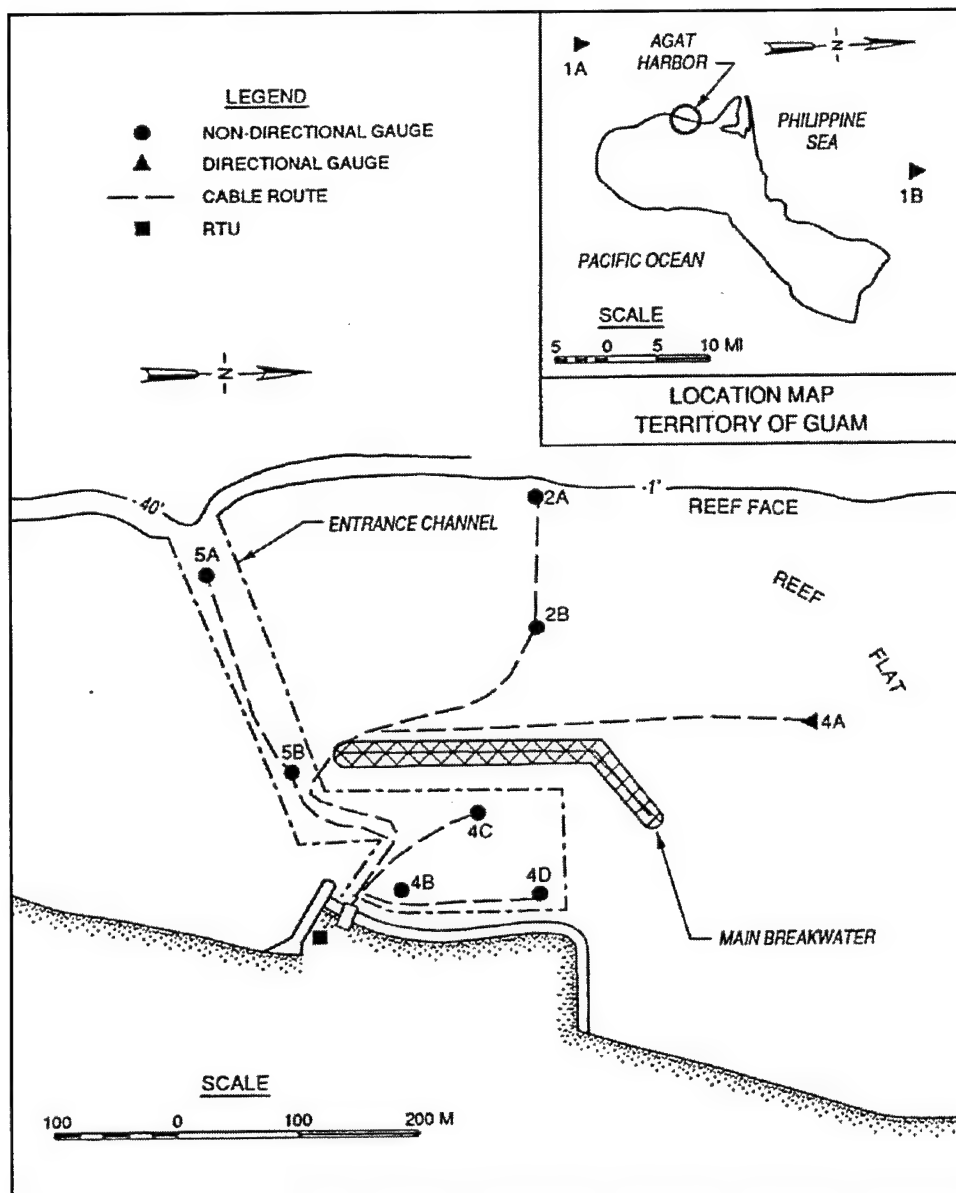 LEGEND
NON-DIRECTIONAL GAUGE
DIRECTIONAL GAUGE
CABLE ROUTE
RTU
N
1A
AGAT
HARBOR
N
PHILIPPINE
SEA
1B
PACIFIC OCEAN
SCALE
5 0 5 10 MI
LOCATION MAP
TERRITORY OF GUAM
-40'
-1'
2A
REEF FACE
ENTRANCE CHANNEL
5A
REEF
2B
FLAT
4A
5B
4C
4B
4D
MAIN BREAKWATER
SCALE
100 0 100 200 M